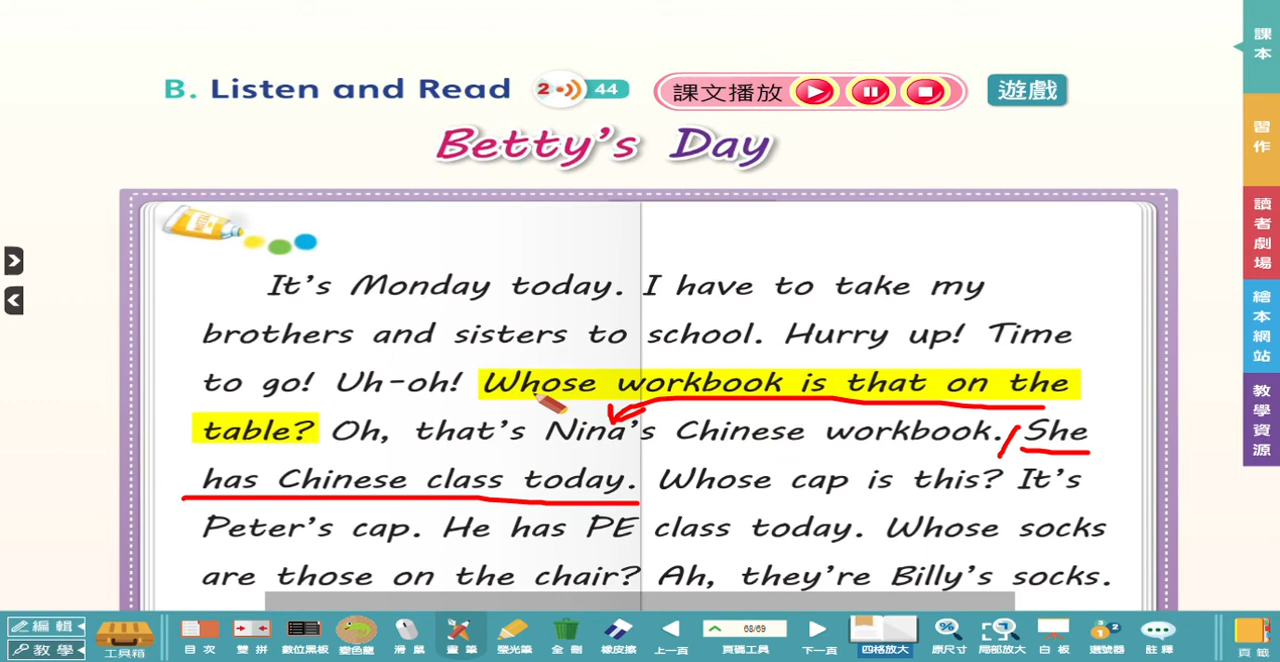 B. Listen and Read 2 44 課文播放 遊戲
Betty's Day
It's Monday today. I have to take my
brothers and sisters to school. Hurry up! Time
to go! Uh-oh! Whose workbook is that on the
table? Oh, that's Nina's Chinese workbook. She
has Chinese class today. Whose cap is this? It's
Peter's cap. He has PE class today. Whose socks
are those on the chair? Ah, they're Billy's socks.
課本
習作
讀者劇場
繪本網站
教學資源
編輯
教學
工具箱 目次 雙拼 數位黑板 變色龍 滑鼠 畫筆 螢光筆 全刪 橡皮擦 上一頁 68/69 頁碼工具 下一頁 四格放大 原尺寸 局部放大 白板 選號器 註釋 頁籤